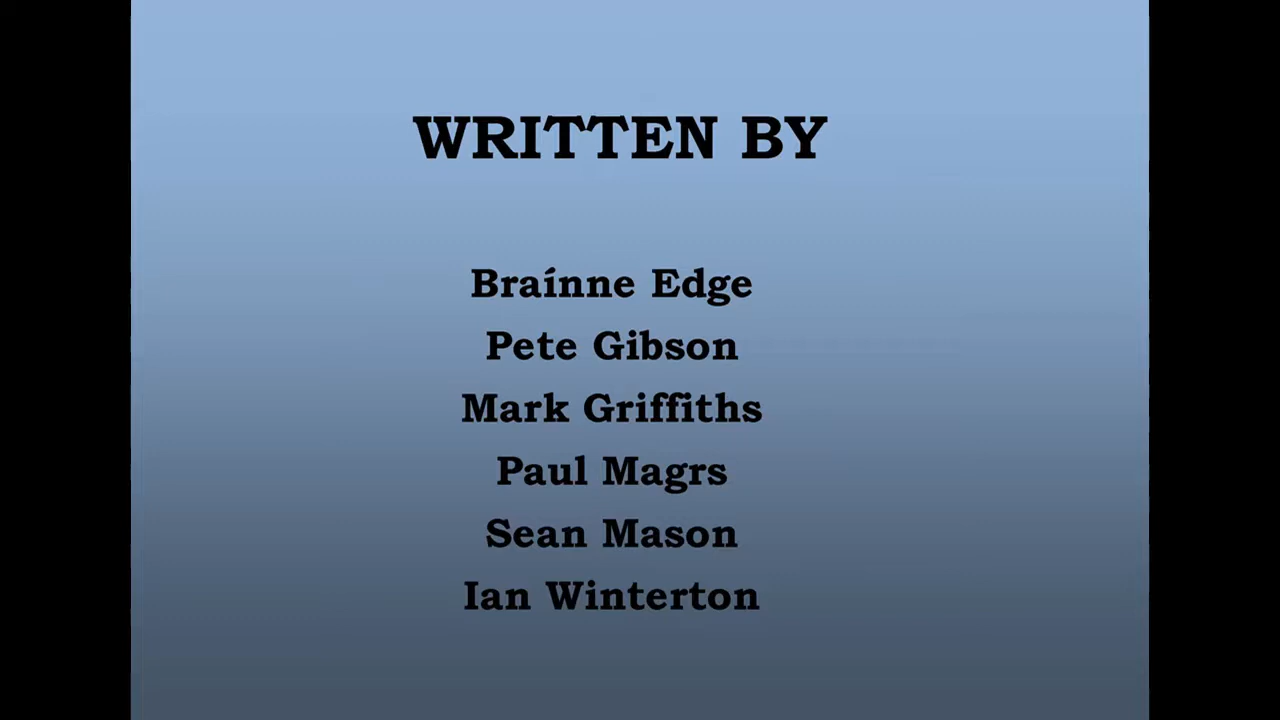 WRITTEN BY
Braínne Edge
Pete Gibson
Mark Griffiths
Paul Magrs
Sean Mason
Ian Winterton